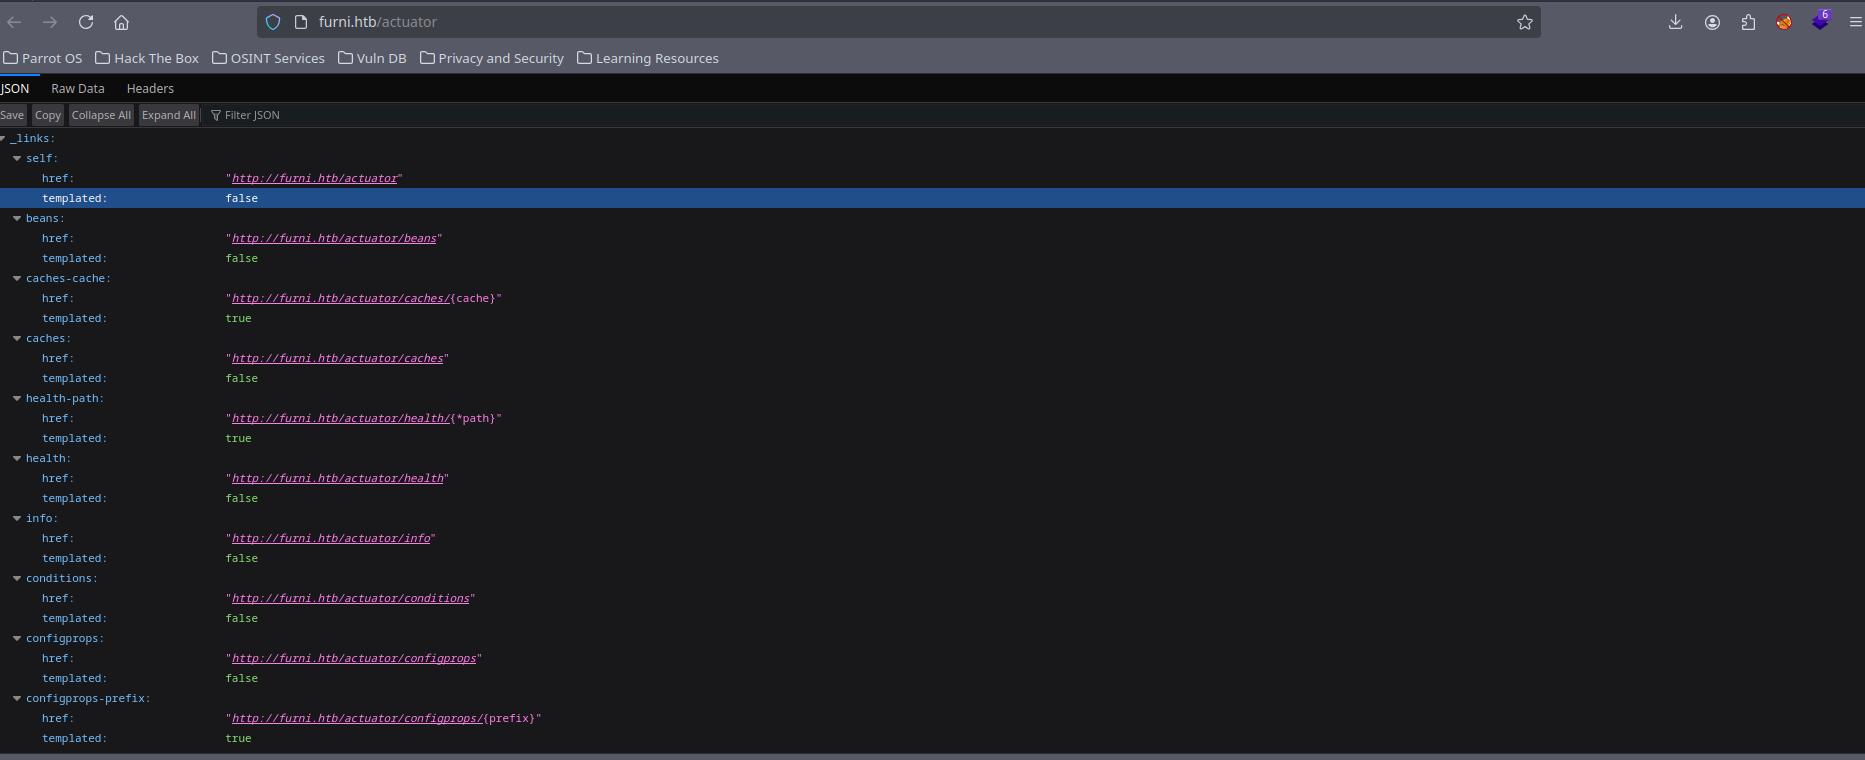 furni.htb/actuator
6
Parrot OS Hack The Box OSINT Services Vuln DB Privacy and Security Learning Resources
JSON Raw Data Headers
Save Copy Collapse All Expand All Filter JSON
_links:
self:
href: "http://furni.htb/actuator"
templated: false
beans:
href: "http://furni.htb/actuator/beans"
templated: false
caches-cache:
href: "http://furni.htb/actuator/caches/{cache}"
templated: true
caches:
href: "http://furni.htb/actuator/caches"
templated: false
health-path:
href: "http://furni.htb/actuator/health/{*path}"
templated: true
health:
href: "http://furni.htb/actuator/health"
templated: false
info:
href: "http://furni.htb/actuator/info"
templated: false
conditions:
href: "http://furni.htb/actuator/conditions"
templated: false
configprops:
href: "http://furni.htb/actuator/configprops"
templated: false
configprops-prefix:
href: "http://furni.htb/actuator/configprops/{prefix}"
templated: true